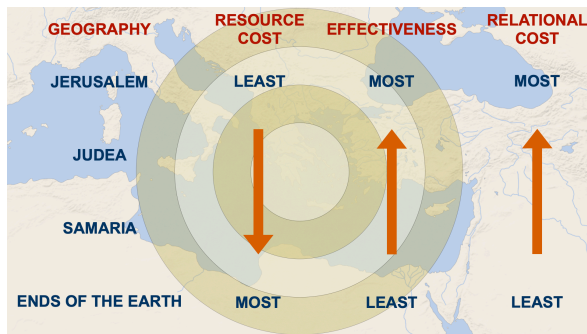 GEOGRAPHY RESOURCE COST EFFECTIVENESS RELATIONAL COST
JERUSALEM LEAST MOST MOST
JUDEA
SAMARIA
ENDS OF THE EARTH MOST LEAST LEAST